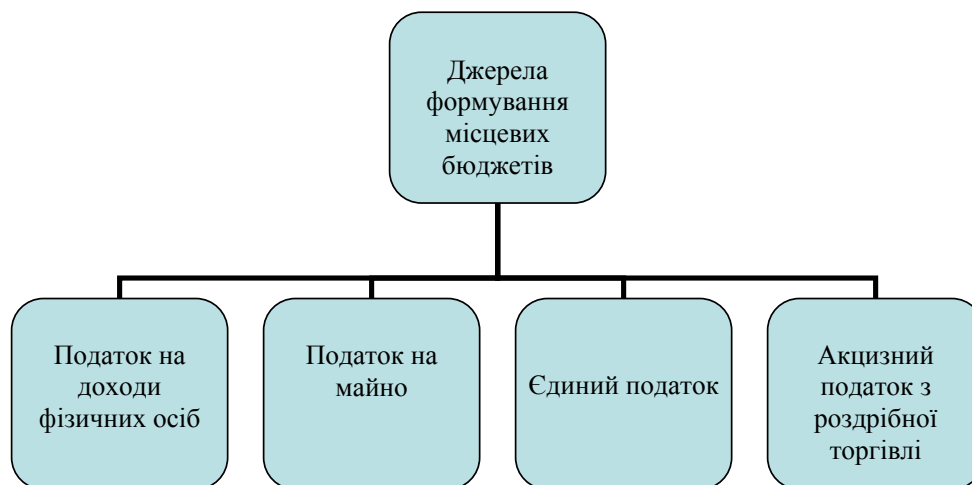 Джерела
формування
місцевих
бюджетів
Податок на
доходи
фізичних осіб
Податок на
майно
Єдиний податок
Акцизний
податок з
роздрібної
торгівлі